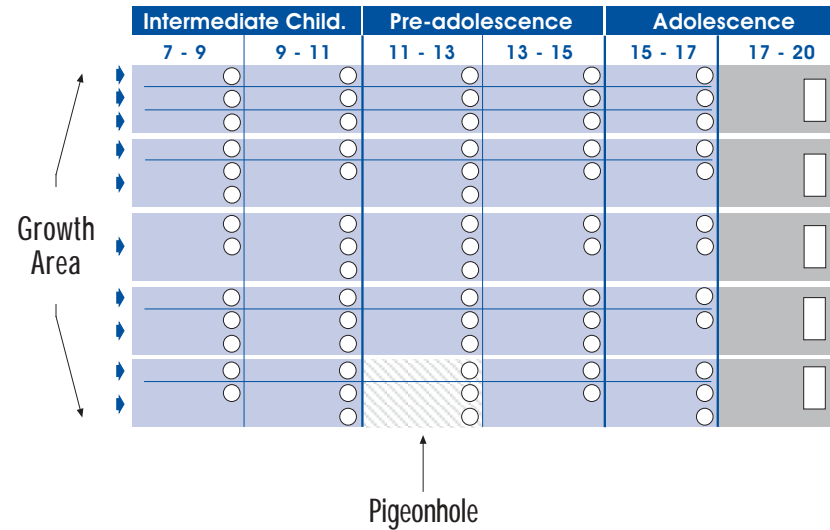 Intermediate Child. Pre-adolescence Adolescence
7 - 9 9 - 11 11 - 13 13 - 15 15 - 17 17 - 20
Growth
Area
Pigeonhole